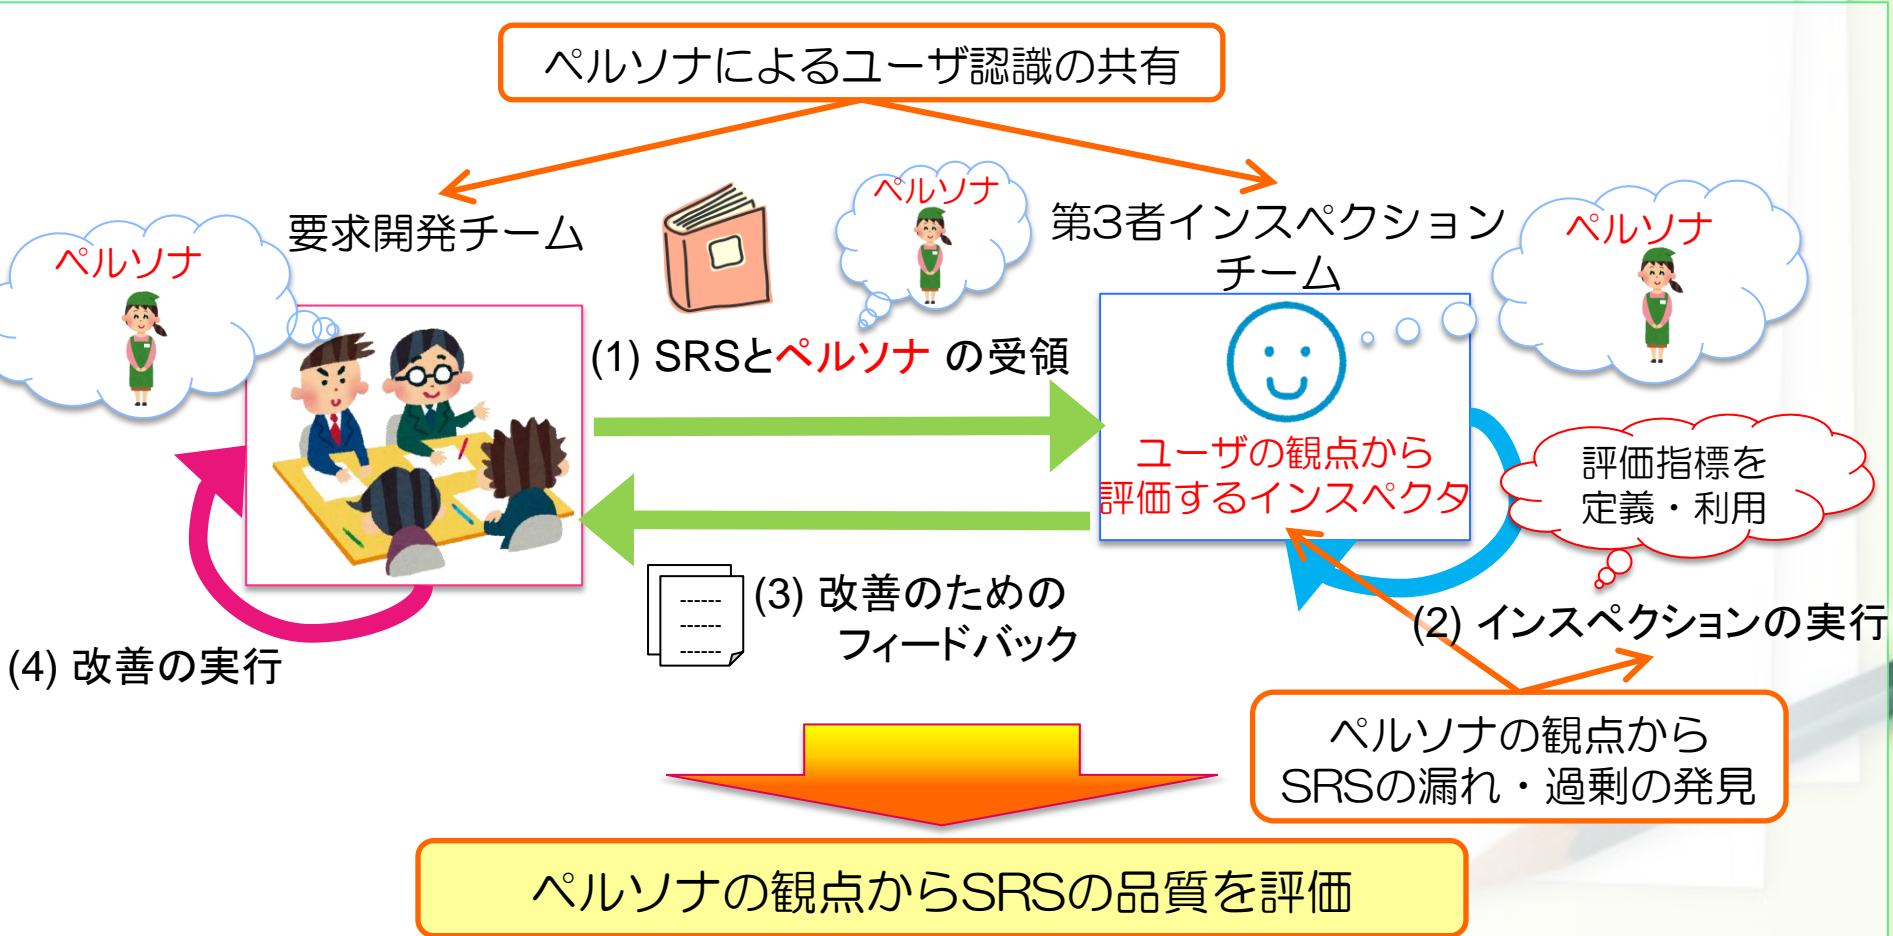 ペルソナによるユーザ認識の共有
ペルソナ
要求開発チーム
ペルソナ
第3者インスペクション
チーム
ペルソナ
(1) SRSとペルソナ の受領
ユーザの観点から
評価するインスペクタ
評価指標を
定義・利用
(3) 改善のための
フィードバック
(2) インスペクションの実行
(4) 改善の実行
ペルソナの観点から
SRSの漏れ・過剰の発見
ペルソナの観点からSRSの品質を評価